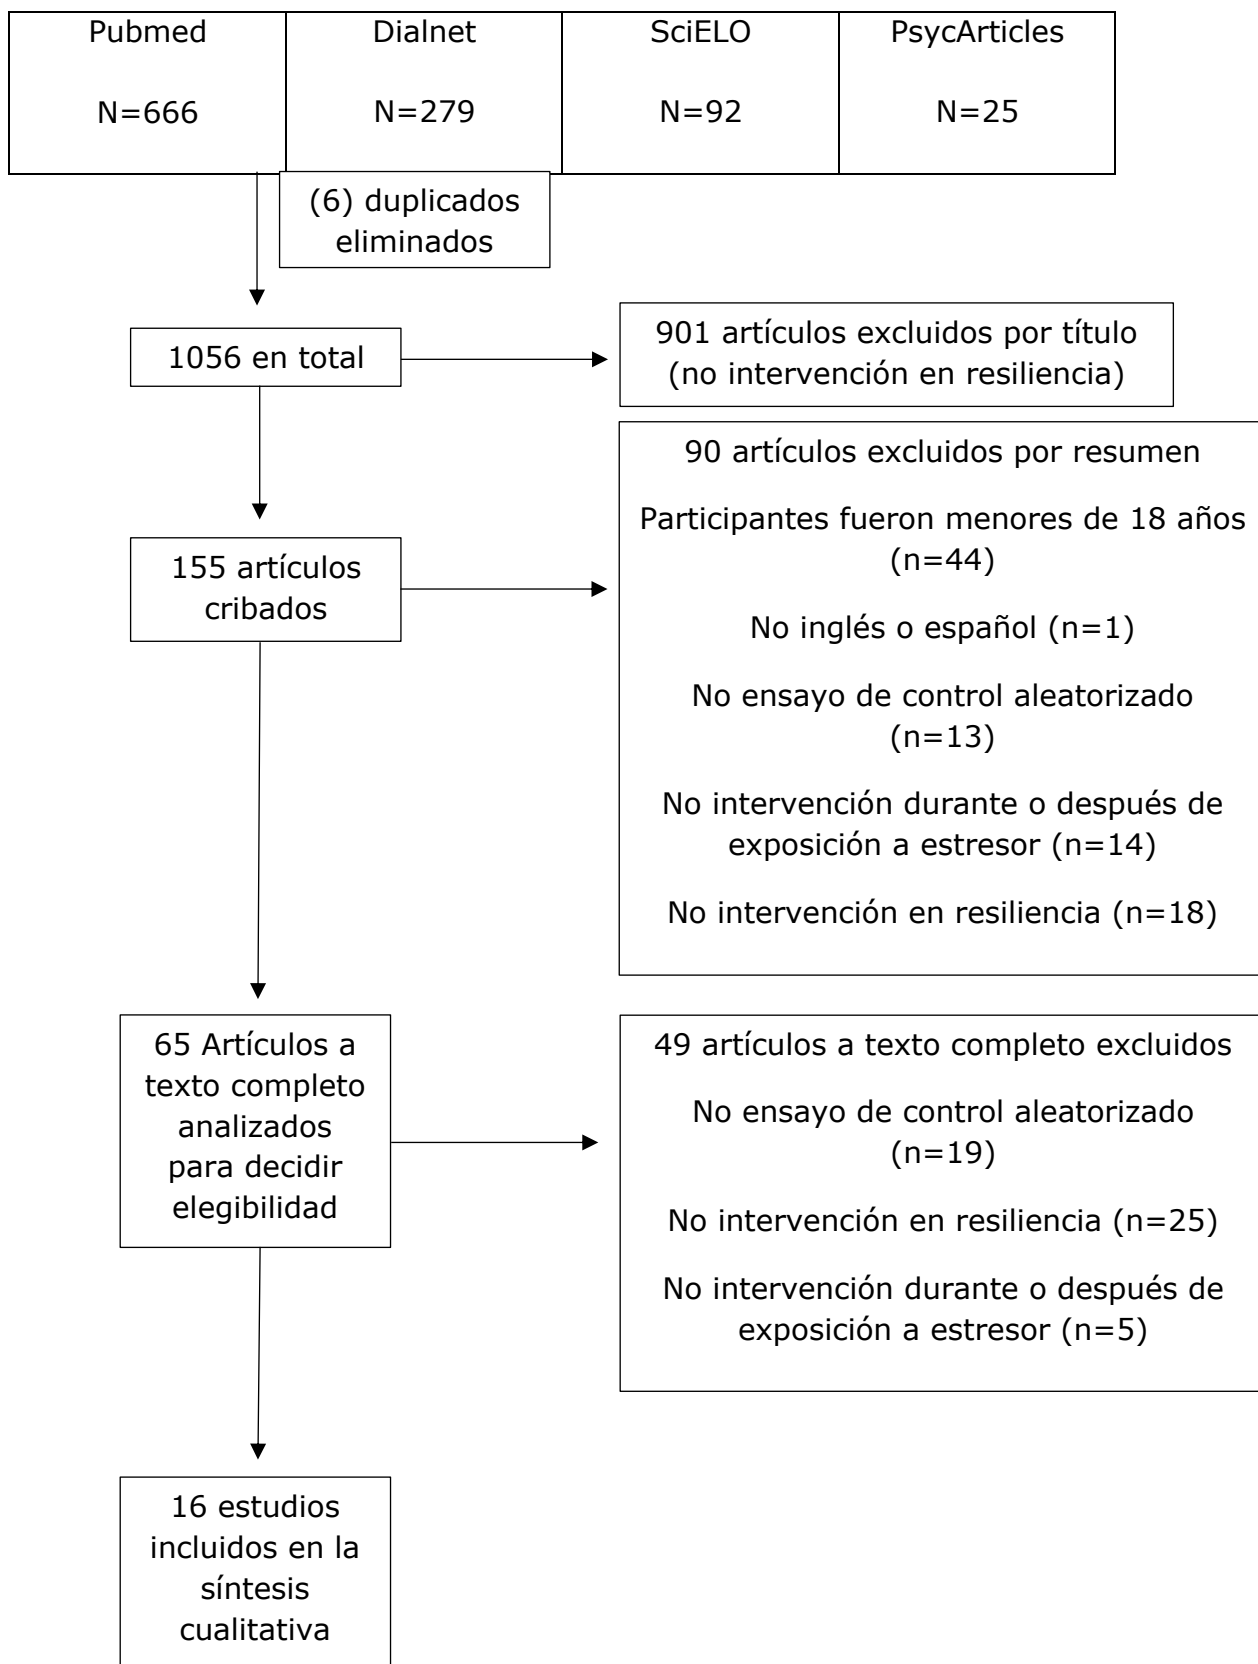 Pubmed
N=666
Dialnet
N=279
SciELO
N=92
PsycArticles
N=25
(6) duplicados
eliminados
1056 en total
901 artículos excluidos por título
(no intervención en resiliencia)
155 artículos
cribados
90 artículos excluidos por resumen
Participantes fueron menores de 18 años
(n=44)
No inglés o español (n=1)
No ensayo de control aleatorizado
(n=13)
No intervención durante o después de
exposición a estresor (n=14)
No intervención en resiliencia (n=18)
65 Artículos a
texto completo
analizados
para decidir
elegibilidad
49 artículos a texto completo excluidos
No ensayo de control aleatorizado
(n=19)
No intervención en resiliencia (n=25)
No intervención durante o después de
exposición a estresor (n=5)
16 estudios
incluidos en la
síntesis
cualitativa